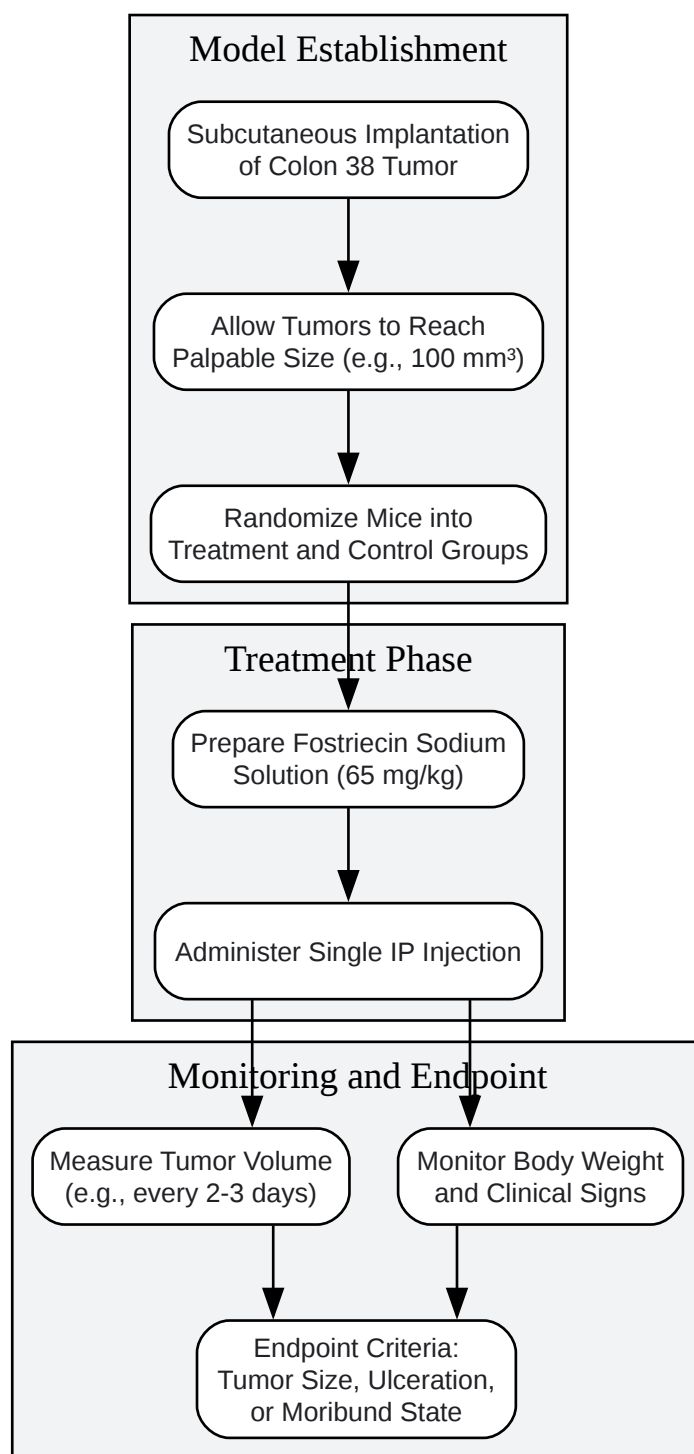 Model Establishment
Subcutaneous Implantation
of Colon 38 Tumor
Allow Tumors to Reach
Palpable Size (e.g., 100 mm³)
Randomize Mice into
Treatment and Control Groups
Treatment Phase
Prepare Fostriecin Sodium
Solution (65 mg/kg)
Administer Single IP Injection
Monitoring and Endpoint
Measure Tumor Volume
(e.g., every 2-3 days)
Monitor Body Weight
and Clinical Signs
Endpoint Criteria:
Tumor Size, Ulceration,
or Moribund State